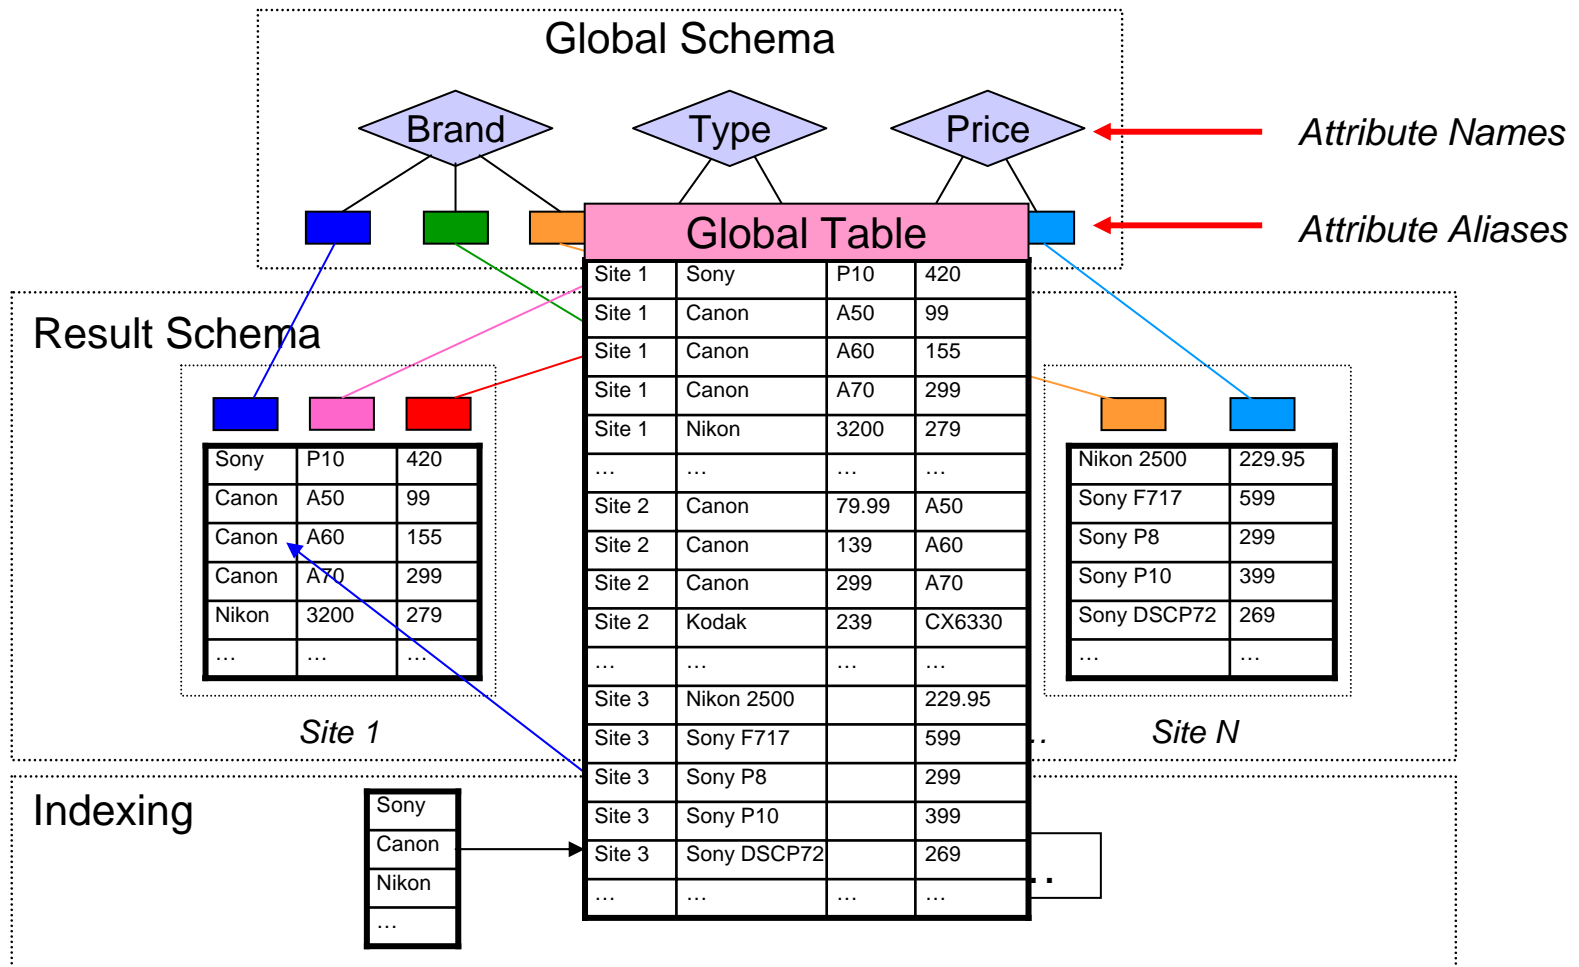 Global Schema
Brand Type Price Attribute Names
Attribute Aliases
Global Table
Site 1 Sony P10 420
Site 1 Canon A50 99
Site 1 Canon A60 155
Site 1 Canon A70 299
Site 1 Nikon 3200 279
… … … …
Site 2 Canon 79.99 A50
Site 2 Canon 139 A60
Site 2 Canon 299 A70
Site 2 Kodak 239 CX6330
… … … …
Site 3 Nikon 2500 229.95
Site 3 Sony F717 599
Site 3 Sony P8 299
Site 3 Sony P10 399
Site 3 Sony DSCP72 269
… … … …
Result Schema
Sony P10 420
Canon A50 99
Canon A60 155
Canon A70 299
Nikon 3200 279
… … …
Site 1
Nikon 2500 229.95
Sony F717 599
Sony P8 299
Sony P10 399
Sony DSCP72 269
… …
.. Site N
Indexing
Sony
Canon
Nikon
…
..